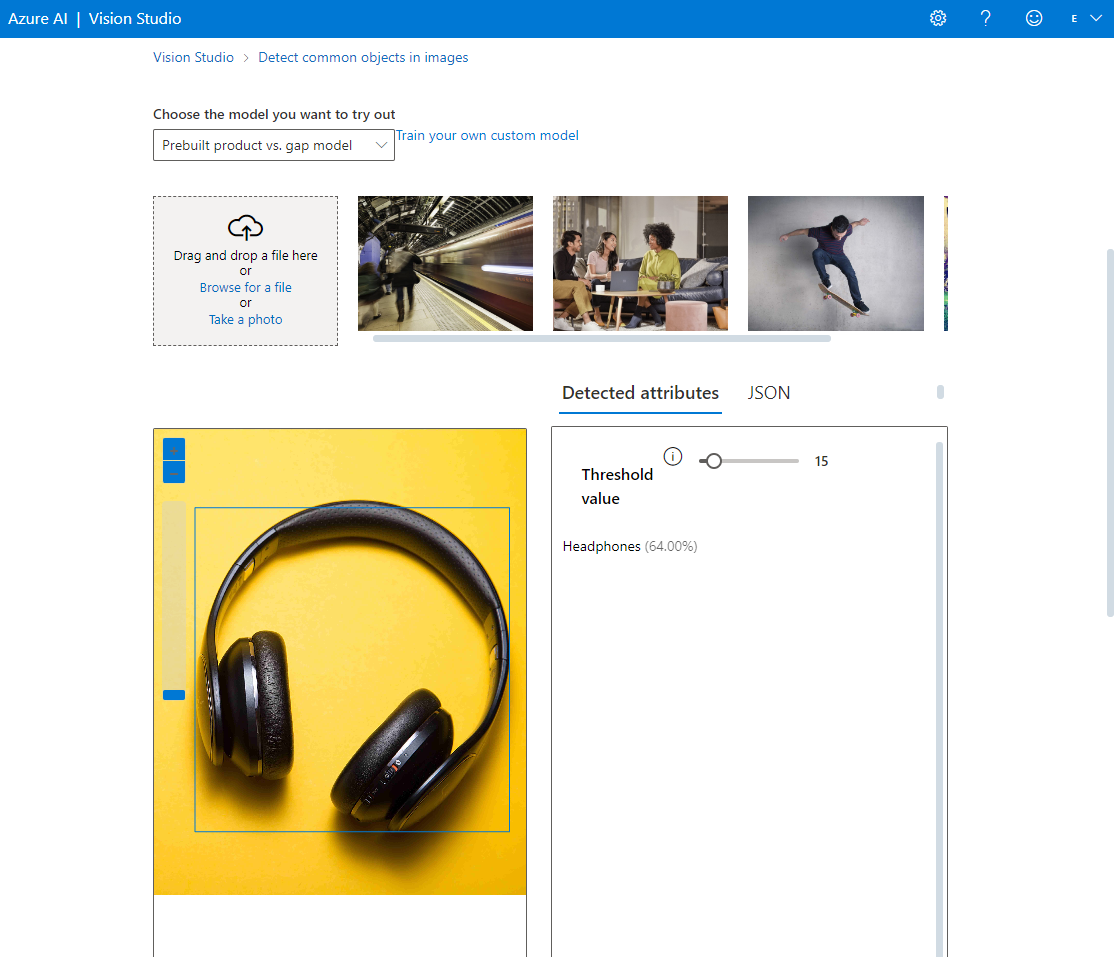 Azure AI | Vision Studio
E
Vision Studio > Detect common objects in images
Choose the model you want to try out
Prebuilt product vs. gap model
Train your own custom model
Drag and drop a file here
or
Browse for a file
or
Take a photo
Detected attributes
JSON
+
-
Threshold
value
15
Headphones (64.00%)